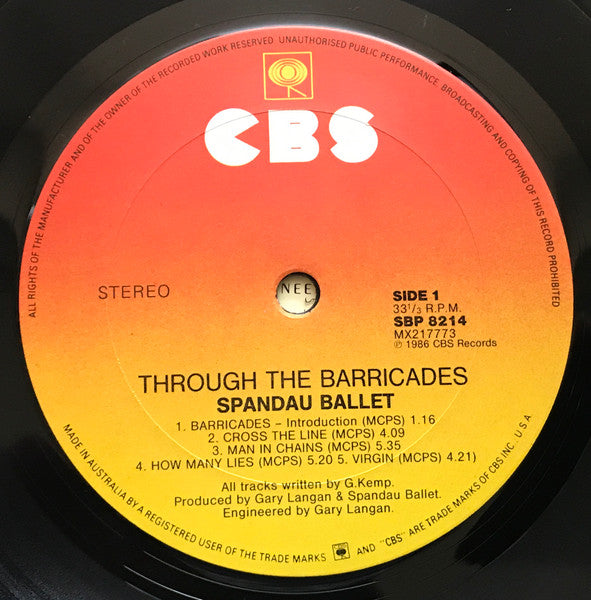 ALL RIGHTS OF THE MANUFACTURER AND OF THE OWNER OF THE RECORDED WORK RESERVED UNAUTHORISED PUBLIC PERFORMANCE, BROADCASTING AND COPYING OF THIS RECORD PROHIBITED
CBS
STEREO
NEE
SIDE 1
33 1/3 R.P.M.
SBP 8214
MX217773
℗ 1986 CBS Records
THROUGH THE BARRICADES
SPANDAU BALLET
1. BARRICADES – Introduction (MCPS) 1.16
2. CROSS THE LINE (MCPS) 4.09
3. MAN IN CHAINS (MCPS) 5.35
4. HOW MANY LIES (MCPS) 5.20 5. VIRGIN (MCPS) 4.21)
All tracks written by G.Kemp.
Produced by Gary Langan & Spandau Ballet.
Engineered by Gary Langan.
MADE IN AUSTRALIA BY A REGISTERED USER OF THE TRADE MARKS AND "CBS" ARE TRADE MARKS OF CBS INC. U.S.A.